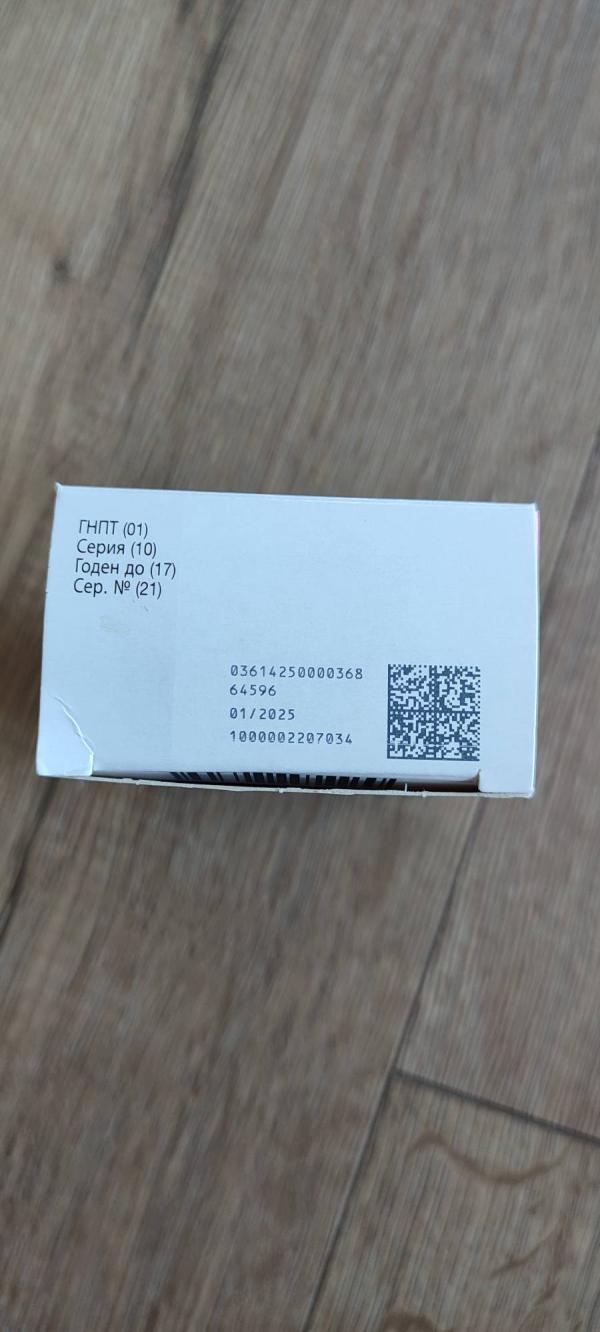 ГНПТ (01)
Серия (10)
Годен до (17)
Сер. № (21)
03614250000368
64596
01/2025
1000002207034